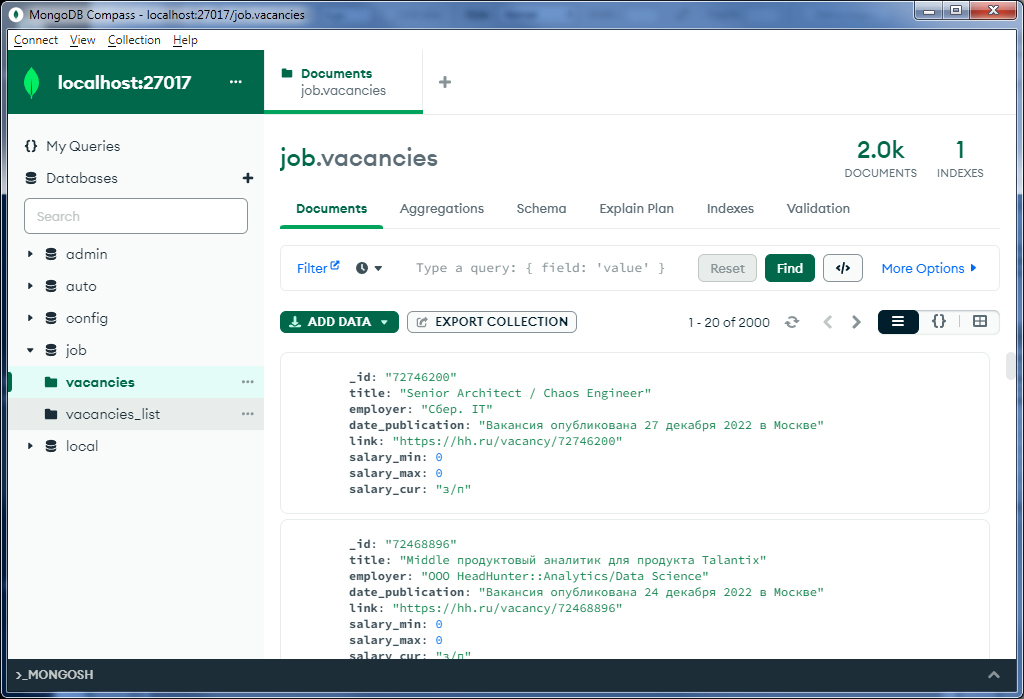 MongoDB Compass - localhost:27017/job.vacancies
Connect View Collection Help
localhost:27017 ...
Documents
job.vacancies
+
{} My Queries
Databases +
Search
admin
auto
config
job
vacancies ...
vacancies_list ...
local
job.vacancies
2.0k
DOCUMENTS
1
INDEXES
Documents Aggregations Schema Explain Plan Indexes Validation
Filter Type a query: { field: 'value' } Reset Find </> More Options
ADD DATA EXPORT COLLECTION 1 - 20 of 2000 {}
_id: "72746200"
title: "Senior Architect / Chaos Engineer"
employer: "Сбер. IT"
date_publication: "Вакансия опубликована 27 декабря 2022 в Москве"
link: "https://hh.ru/vacancy/72746200"
salary_min: 0
salary_max: 0
salary_cur: "з/п"
_id: "72468896"
title: "Middle продуктовый аналитик для продукта Talantix"
employer: "ООО HeadHunter::Analytics/Data Science"
date_publication: "Вакансия опубликована 24 декабря 2022 в Москве"
link: "https://hh.ru/vacancy/72468896"
salary_min: 0
salary_max: 0
salary_cur: "з/п"
>_MONGOSH